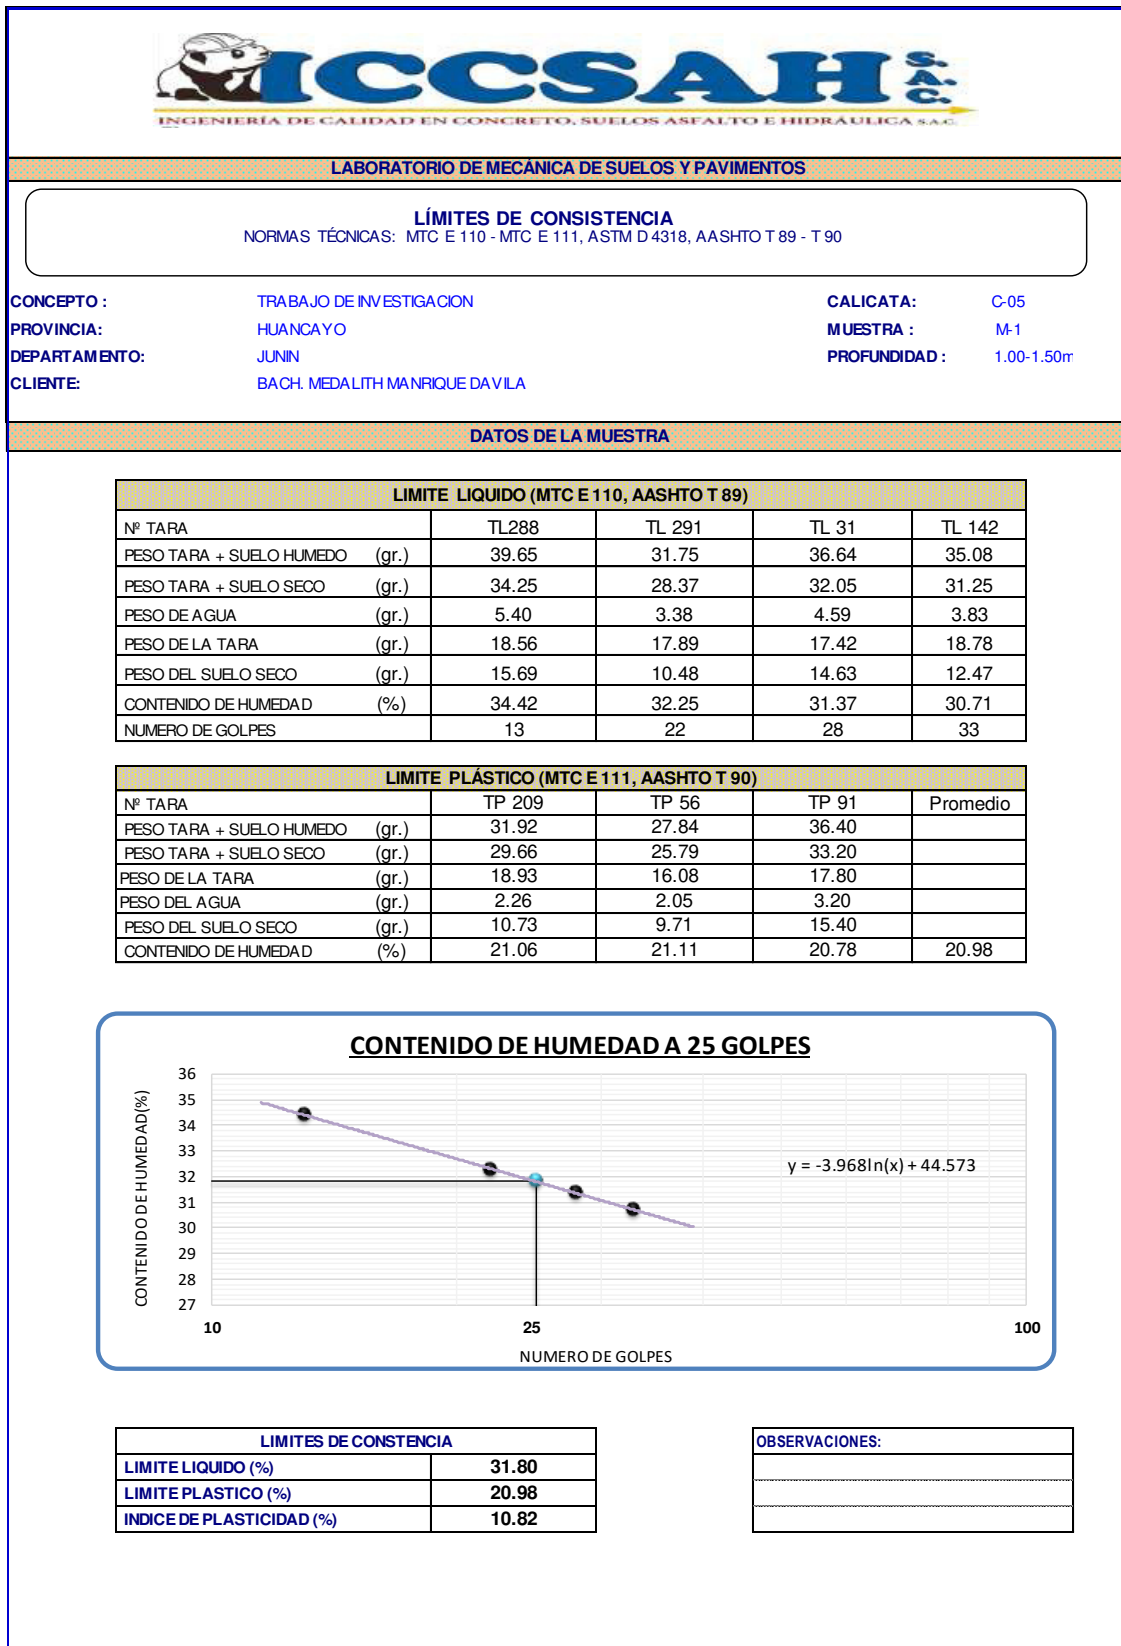 ICCSAH S.A.C.
INGENIERÍA DE CALIDAD EN CONCRETO, SUELOS ASFALTO E HIDRÁULICA S.A.C.
LABORATORIO DE MECÁNICA DE SUELOS Y PAVIMENTOS
LÍMITES DE CONSISTENCIA
NORMAS TÉCNICAS: MTC E 110 - MTC E 111, ASTM D 4318, AASHTO T 89 - T 90
CONCEPTO : TRABAJO DE INVESTIGACION CALICATA: C-05
PROVINCIA: HUANCAYO MUESTRA : M-1
DEPARTAMENTO: JUNIN PROFUNDIDAD : 1.00-1.50m
CLIENTE: BACH. MEDALITH MANRIQUE DAVILA
DATOS DE LA MUESTRA
LIMITE LIQUIDO (MTC E 110, AASHTO T 89)
Nº TARA TL288 TL 291 TL 31 TL 142
PESO TARA + SUELO HUMEDO (gr.) 39.65 31.75 36.64 35.08
PESO TARA + SUELO SECO (gr.) 34.25 28.37 32.05 31.25
PESO DE AGUA (gr.) 5.40 3.38 4.59 3.83
PESO DE LA TARA (gr.) 18.56 17.89 17.42 18.78
PESO DEL SUELO SECO (gr.) 15.69 10.48 14.63 12.47
CONTENIDO DE HUMEDAD (%) 34.42 32.25 31.37 30.71
NUMERO DE GOLPES 13 22 28 33
LIMITE PLÁSTICO (MTC E 111, AASHTO T 90)
Nº TARA TP 209 TP 56 TP 91 Promedio
PESO TARA + SUELO HUMEDO (gr.) 31.92 27.84 36.40
PESO TARA + SUELO SECO (gr.) 29.66 25.79 33.20
PESO DE LA TARA (gr.) 18.93 16.08 17.80
PESO DEL AGUA (gr.) 2.26 2.05 3.20
PESO DEL SUELO SECO (gr.) 10.73 9.71 15.40
CONTENIDO DE HUMEDAD (%) 21.06 21.11 20.78 20.98
CONTENIDO DE HUMEDAD A 25 GOLPES
CONTENIDO DE HUMEDAD(%)
36
35
34
33
32
31
30
29
28
27
y = -3.968ln(x) + 44.573
10 25 100
NUMERO DE GOLPES
LIMITES DE CONSTENCIA
LIMITE LIQUIDO (%) 31.80
LIMITE PLASTICO (%) 20.98
INDICE DE PLASTICIDAD (%) 10.82
OBSERVACIONES: